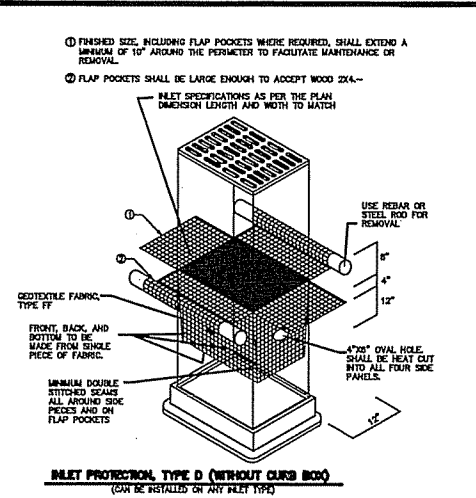 ① FINISHED SIZE, INCLUDING FLAP POCKETS WHERE REQUIRED, SHALL EXTEND A
MINIMUM OF 10" AROUND THE PERIMETER TO FACILITATE MAINTENANCE OR
REMOVAL.
② FLAP POCKETS SHALL BE LARGE ENOUGH TO ACCEPT WOOD 2X4.~
INLET SPECIFICATIONS AS PER THE PLAN
DIMENSION LENGTH AND WIDTH TO MATCH
USE REBAR OR
STEEL ROD FOR
REMOVAL
①
②
8"
4"
12"
GEOTEXTILE FABRIC,
TYPE FF
FRONT, BACK, AND
BOTTOM TO BE
MADE FROM SINGLE
PIECE OF FABRIC.
4"X6" OVAL HOLE,
SHALL BE HEAT CUT
INTO ALL FOUR SIDE
PANELS.
MINIMUM DOUBLE
STITCHED SEAMS
ALL AROUND SIDE
PIECES AND ON
FLAP POCKETS
12"
INLET PROTECTION, TYPE D (WITHOUT CURB BOX)
(CAN BE INSTALLED ON ANY INLET TYPE)